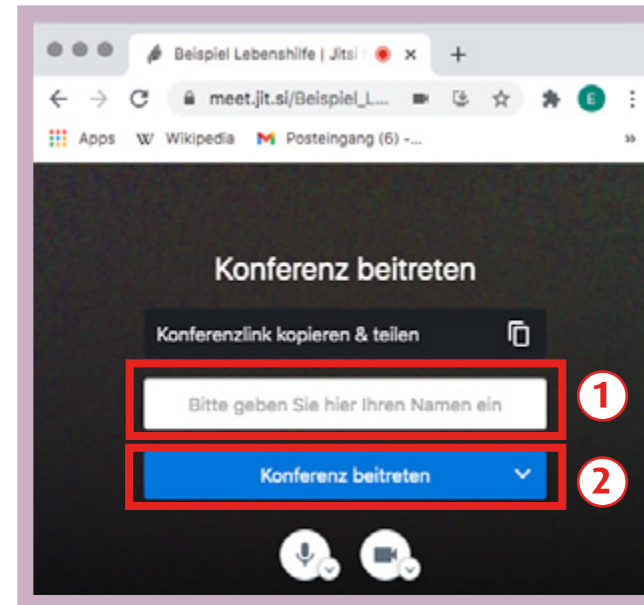 Beispiel Lebenshilfe | Jitsi
meet.jit.si/Beispiel_L...
E
Apps W Wikipedia M Posteingang (6) -...
Konferenz beitreten
Konferenzlink kopieren & teilen
Bitte geben Sie hier Ihren Namen ein
1
Konferenz beitreten
2